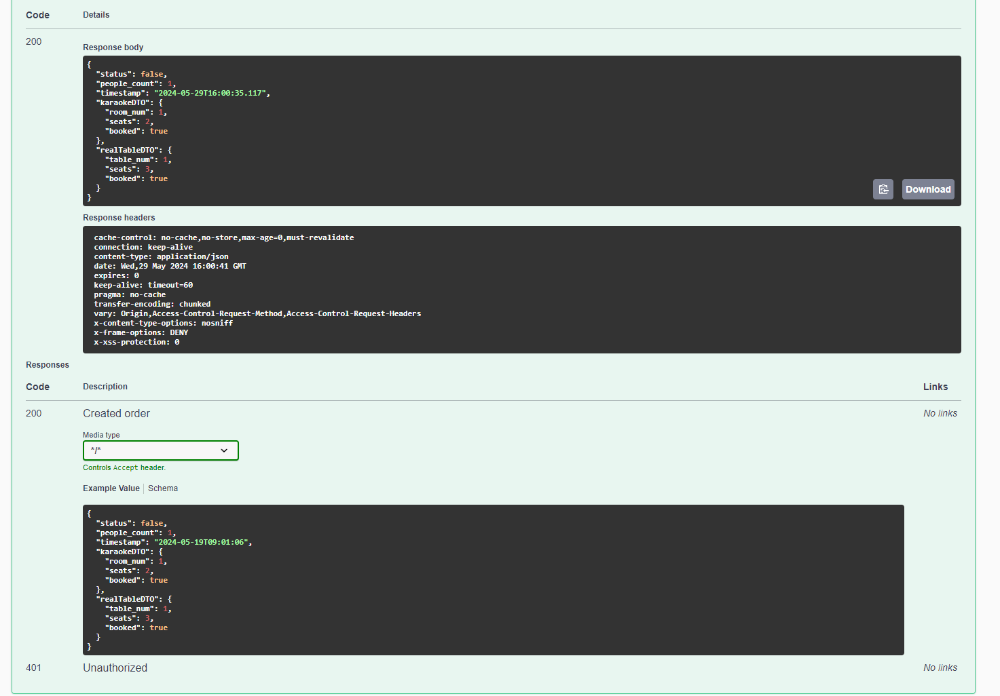 Code Details
200
Response body
{
  "status": false,
  "people_count": 1,
  "timestamp": "2024-05-29T16:00:35.117",
  "karaokeDTO": {
    "room_num": 1,
    "seats": 2,
    "booked": true
  },
  "realTableDTO": {
    "table_num": 1,
    "seats": 3,
    "booked": true
  }
}
Download
Response headers
cache-control: no-cache,no-store,max-age=0,must-revalidate
connection: keep-alive
content-type: application/json
date: Wed,29 May 2024 16:00:41 GMT
expires: 0
keep-alive: timeout=60
pragma: no-cache
transfer-encoding: chunked
vary: Origin,Access-Control-Request-Method,Access-Control-Request-Headers
x-content-type-options: nosniff
x-frame-options: DENY
x-xss-protection: 0
Responses
Code Description Links
200 Created order No links
Media type
*/*
Controls Accept header.
Example Value Schema
{
  "status": false,
  "people_count": 1,
  "timestamp": "2024-05-19T09:01:06",
  "karaokeDTO": {
    "room_num": 1,
    "seats": 2,
    "booked": true
  },
  "realTableDTO": {
    "table_num": 1,
    "seats": 3,
    "booked": true
  }
}
401 Unauthorized No links